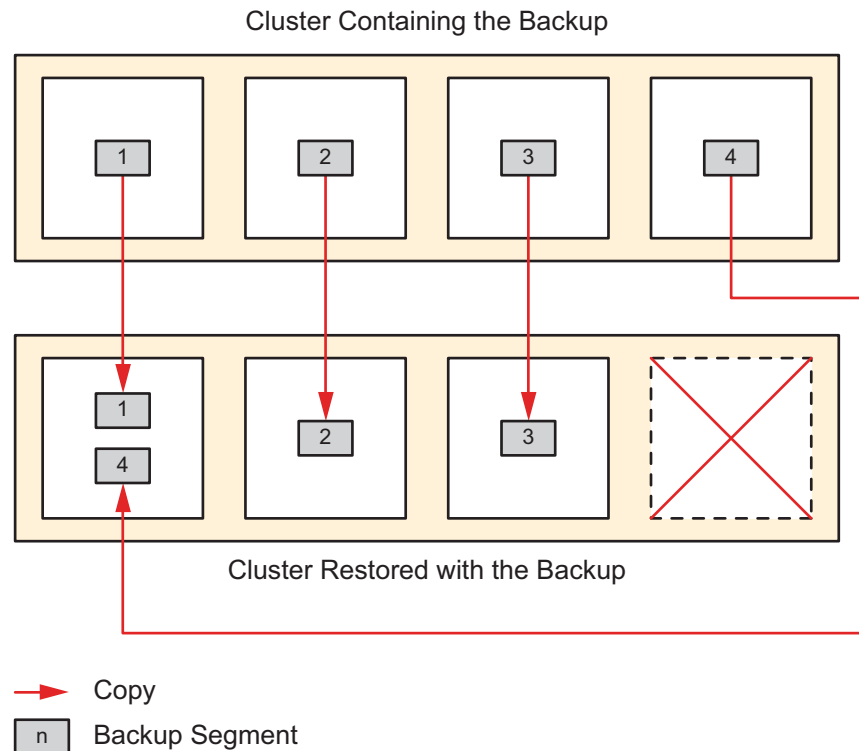 Cluster Containing the Backup
1
2
3
4
1
4
2
3
Cluster Restored with the Backup
Copy
n
Backup Segment